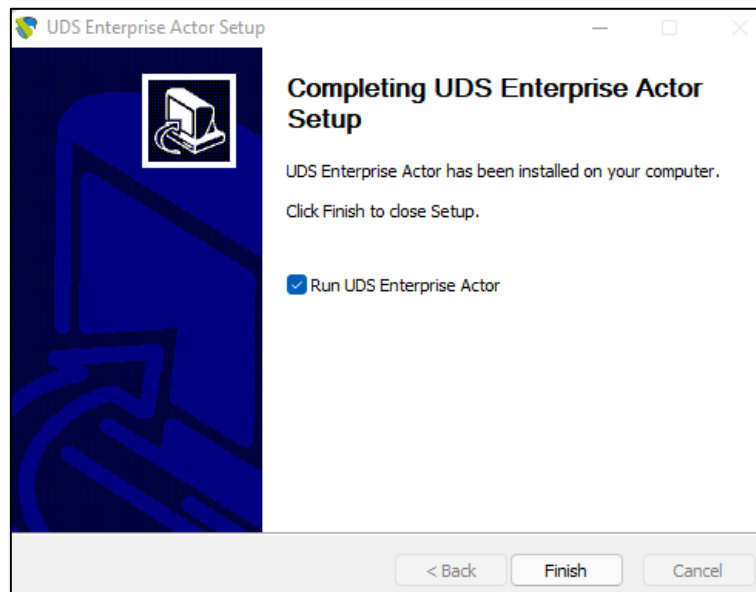 UDS Enterprise Actor Setup
Completing UDS Enterprise Actor
Setup
UDS Enterprise Actor has been installed on your computer.
Click Finish to close Setup.
Run UDS Enterprise Actor
< Back Finish Cancel